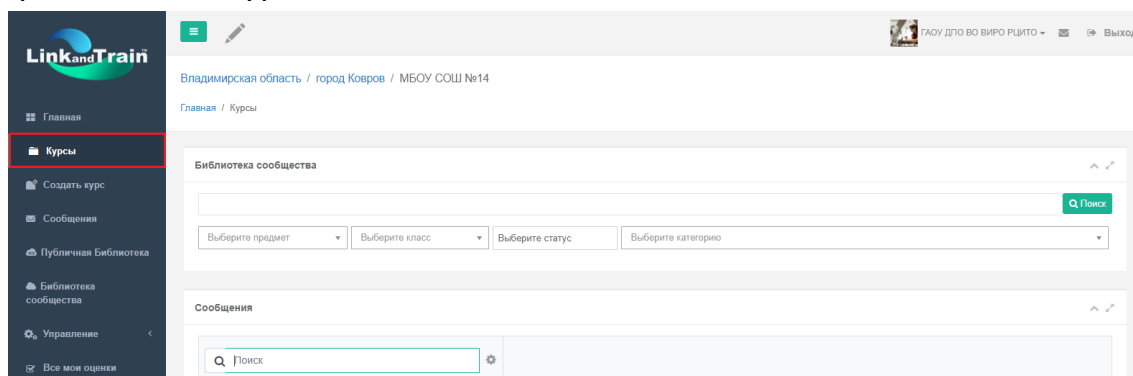 LinkandTrain
ГАОУ ДПО ВО ВИРО РЦИТО
Выход
Владимирская область / город Ковров / МБОУ СОШ №14
Главная / Курсы
Главная
Курсы
Создать курс
Сообщения
Публичная Библиотека
Библиотека
сообщества
Управление
Все мои оценки
Библиотека сообщества
Поиск
Выберите предмет
Выберите класс
Выберите статус
Выберите категорию
Сообщения
Поиск